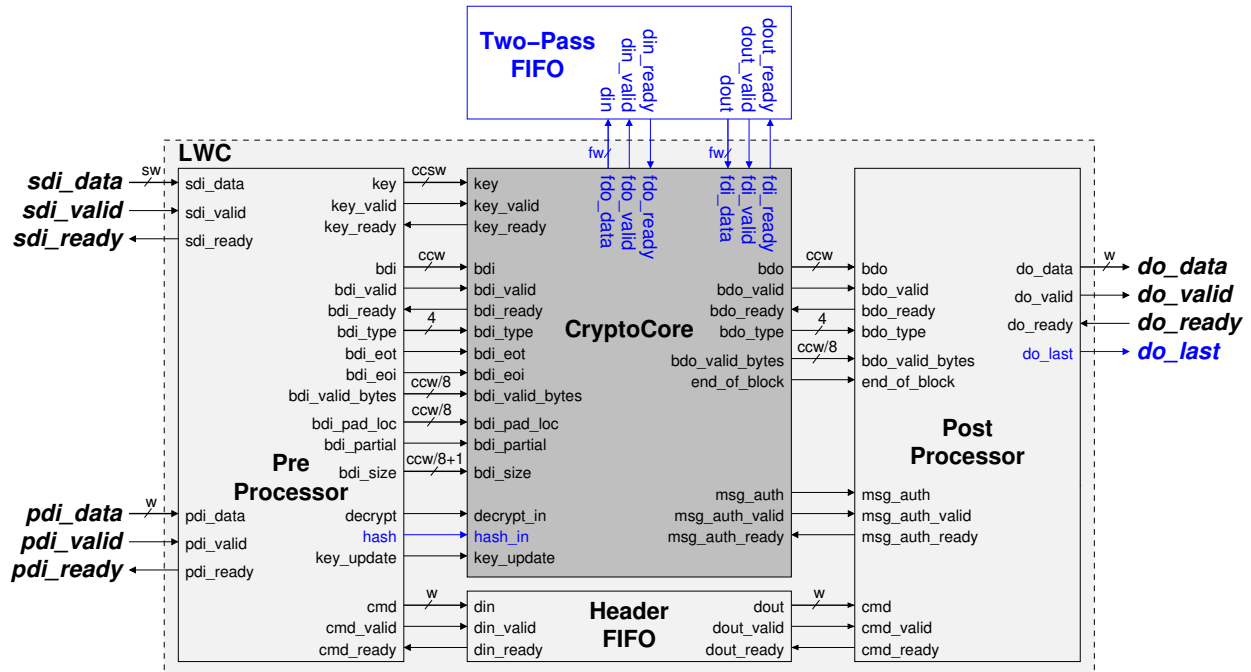 Two-Pass
FIFO
din
din_valid
din_ready
dout
dout_valid
dout_ready
fw
fw
LWC
sdi_data
sdi_valid
sdi_ready
sw
sdi_data
sdi_valid
sdi_ready
key
key_valid
key_ready
ccsw
key
key_valid
key_ready
fdo_data
fdo_valid
fdo_ready
fdi_data
fdi_valid
fdi_ready
bdi
bdi_valid
bdi_ready
bdi_type
bdi_eot
bdi_eoi
bdi_valid_bytes
bdi_pad_loc
bdi_partial
bdi_size
ccw
4
ccw/8
ccw/8
ccw/8+1
bdi
bdi_valid
bdi_ready
bdi_type
bdi_eot
bdi_eoi
bdi_valid_bytes
bdi_pad_loc
bdi_partial
bdi_size
CryptoCore
bdo
bdo_valid
bdo_ready
bdo_type
bdo_valid_bytes
end_of_block
ccw
4
ccw/8
bdo
bdo_valid
bdo_ready
bdo_type
bdo_valid_bytes
end_of_block
do_data
do_valid
do_ready
do_last
w
do_data
do_valid
do_ready
do_last
Pre
Processor
Post
Processor
pdi_data
pdi_valid
pdi_ready
w
pdi_data
pdi_valid
pdi_ready
decrypt
hash
key_update
decrypt_in
hash_in
key_update
msg_auth
msg_auth_valid
msg_auth_ready
msg_auth
msg_auth_valid
msg_auth_ready
cmd
cmd_valid
cmd_ready
w
din
din_valid
din_ready
Header
FIFO
dout
dout_valid
dout_ready
w
cmd
cmd_valid
cmd_ready